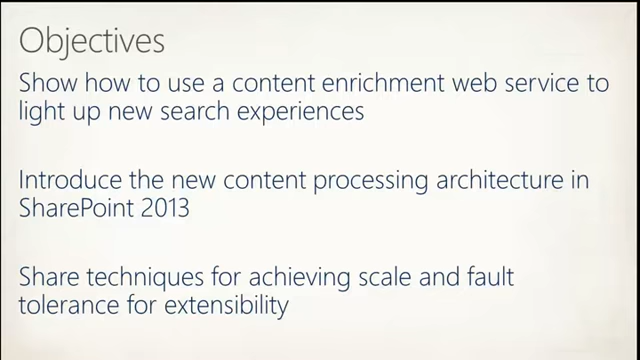 Objectives
Show how to use a content enrichment web service to
light up new search experiences
Introduce the new content processing architecture in
SharePoint 2013
Share techniques for achieving scale and fault
tolerance for extensibility